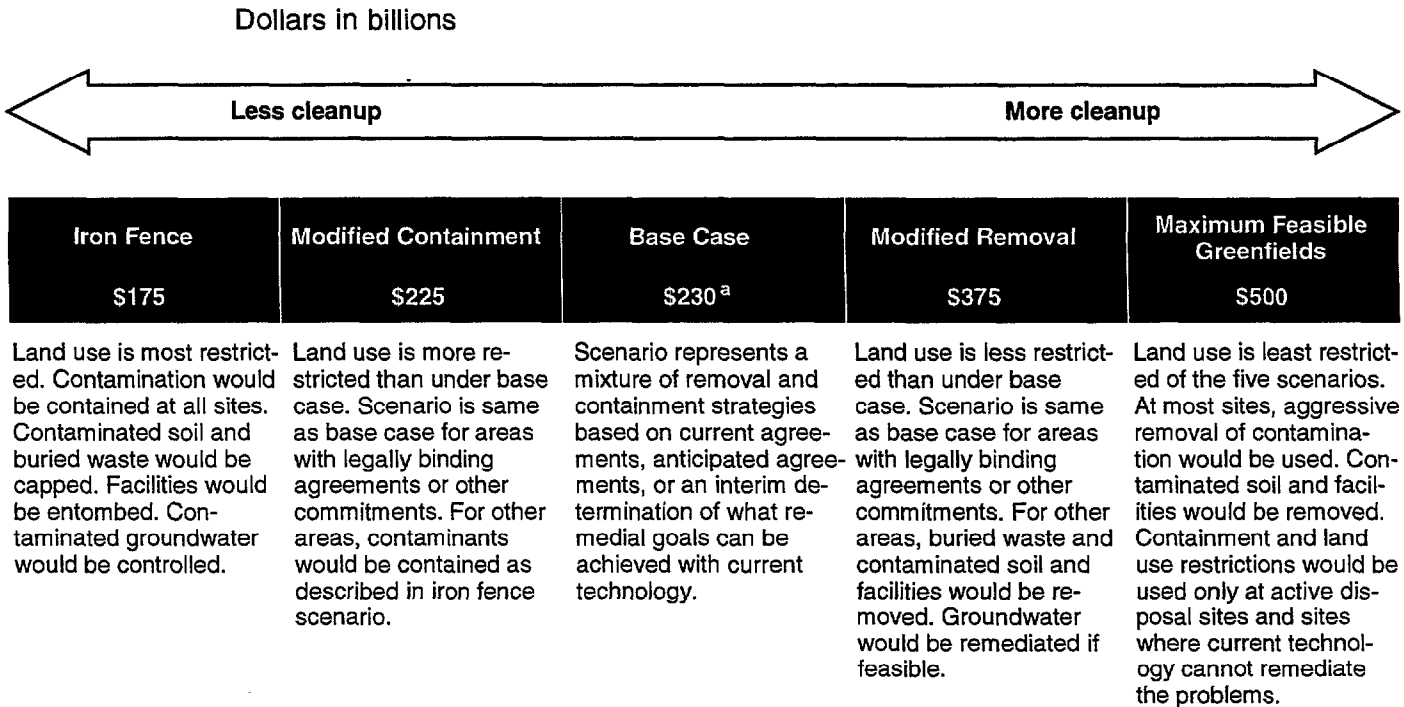 Dollars in billions
Less cleanup
More cleanup
Iron Fence
$175
Modified Containment
$225
Base Case
$230 a
Modified Removal
$375
Maximum Feasible
Greenfields
$500
Land use is most restrict-
ed. Contamination would
be contained at all sites.
Contaminated soil and
buried waste would be
capped. Facilities would
be entombed. Con-
taminated groundwater
would be controlled.
Land use is more re-
stricted than under base
case. Scenario is same
as base case for areas
with legally binding
agreements or other
commitments. For other
areas, contaminants
would be contained as
described in iron fence
scenario.
Scenario represents a
mixture of removal and
containment strategies
based on current agree-
ments, anticipated agree-
ments, or an interim de-
termination of what re-
medial goals can be
achieved with current
technology.
Land use is less restrict-
ed than under base
case. Scenario is same
as base case for areas
with legally binding
agreements or other
commitments. For other
areas, buried waste and
contaminated soil and
facilities would be re-
moved. Groundwater
would be remediated if
feasible.
Land use is least restrict-
ed of the five scenarios.
At most sites, aggressive
removal of contamina-
tion would be used. Con-
taminated soil and facil-
ities would be removed.
Containment and land
use restrictions would be
used only at active dis-
posal sites and sites
where current technol-
ogy cannot remediate
the problems.